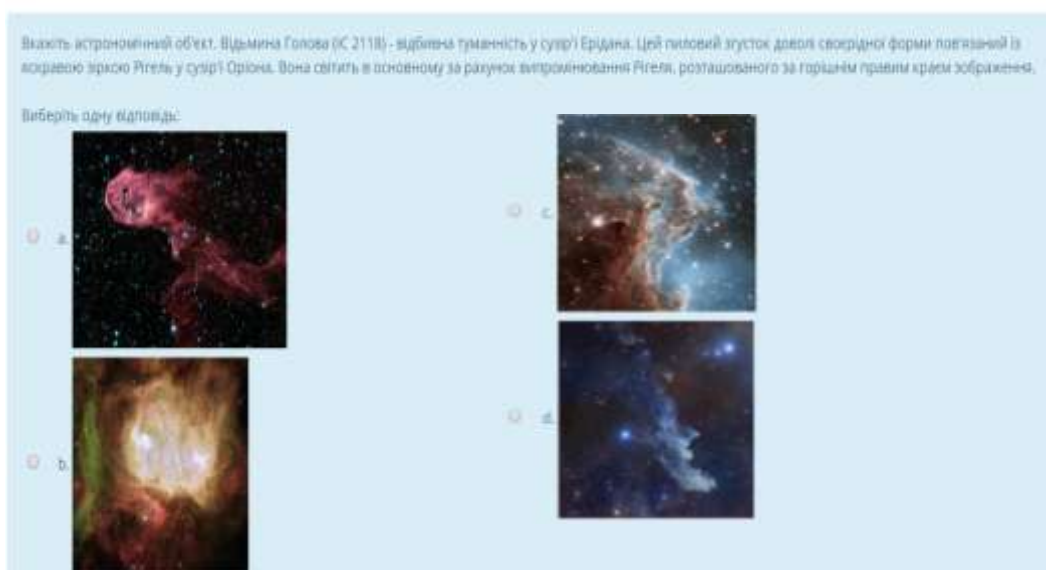 Вкажіть астрономічний об'єкт. Відьмина Голова (IC 2118) - відбивна туманність у сузір'ї Ерідана. Цей пиловий згусток доволі своєрідної форми пов'язаний із
яскравою зіркою Рігель у сузір'ї Оріона. Вона світить в основному за рахунок випромінювання Рігеля, розташованого за горішнім правим краєм зображення.
Виберіть одну відповідь:
a.
b.
c.
d.